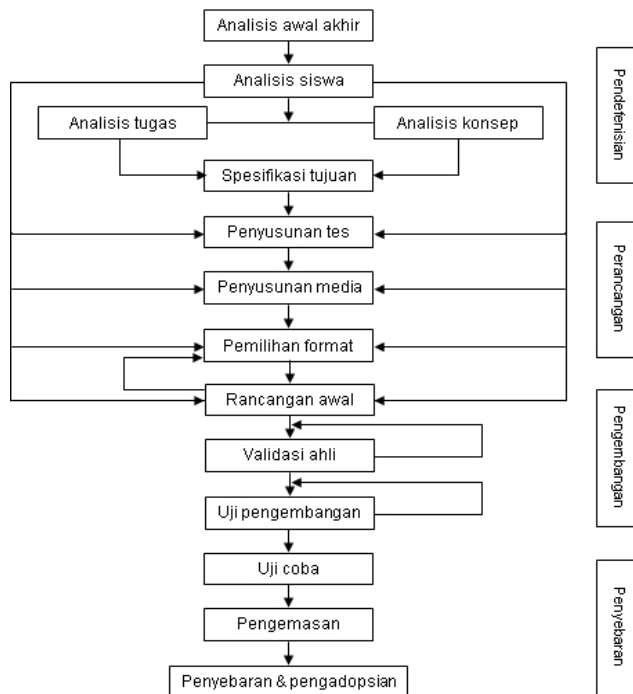 Analisis awal akhir
Analisis siswa
Analisis tugas
Analisis konsep
Spesifikasi tujuan
Penyusunan tes
Penyusunan media
Pemilihan format
Rancangan awal
Validasi ahli
Uji pengembangan
Uji coba
Pengemasan
Penyebaran & pengadopsian
Pendefenisian
Perancangan
Pengembangan
Penyebaran